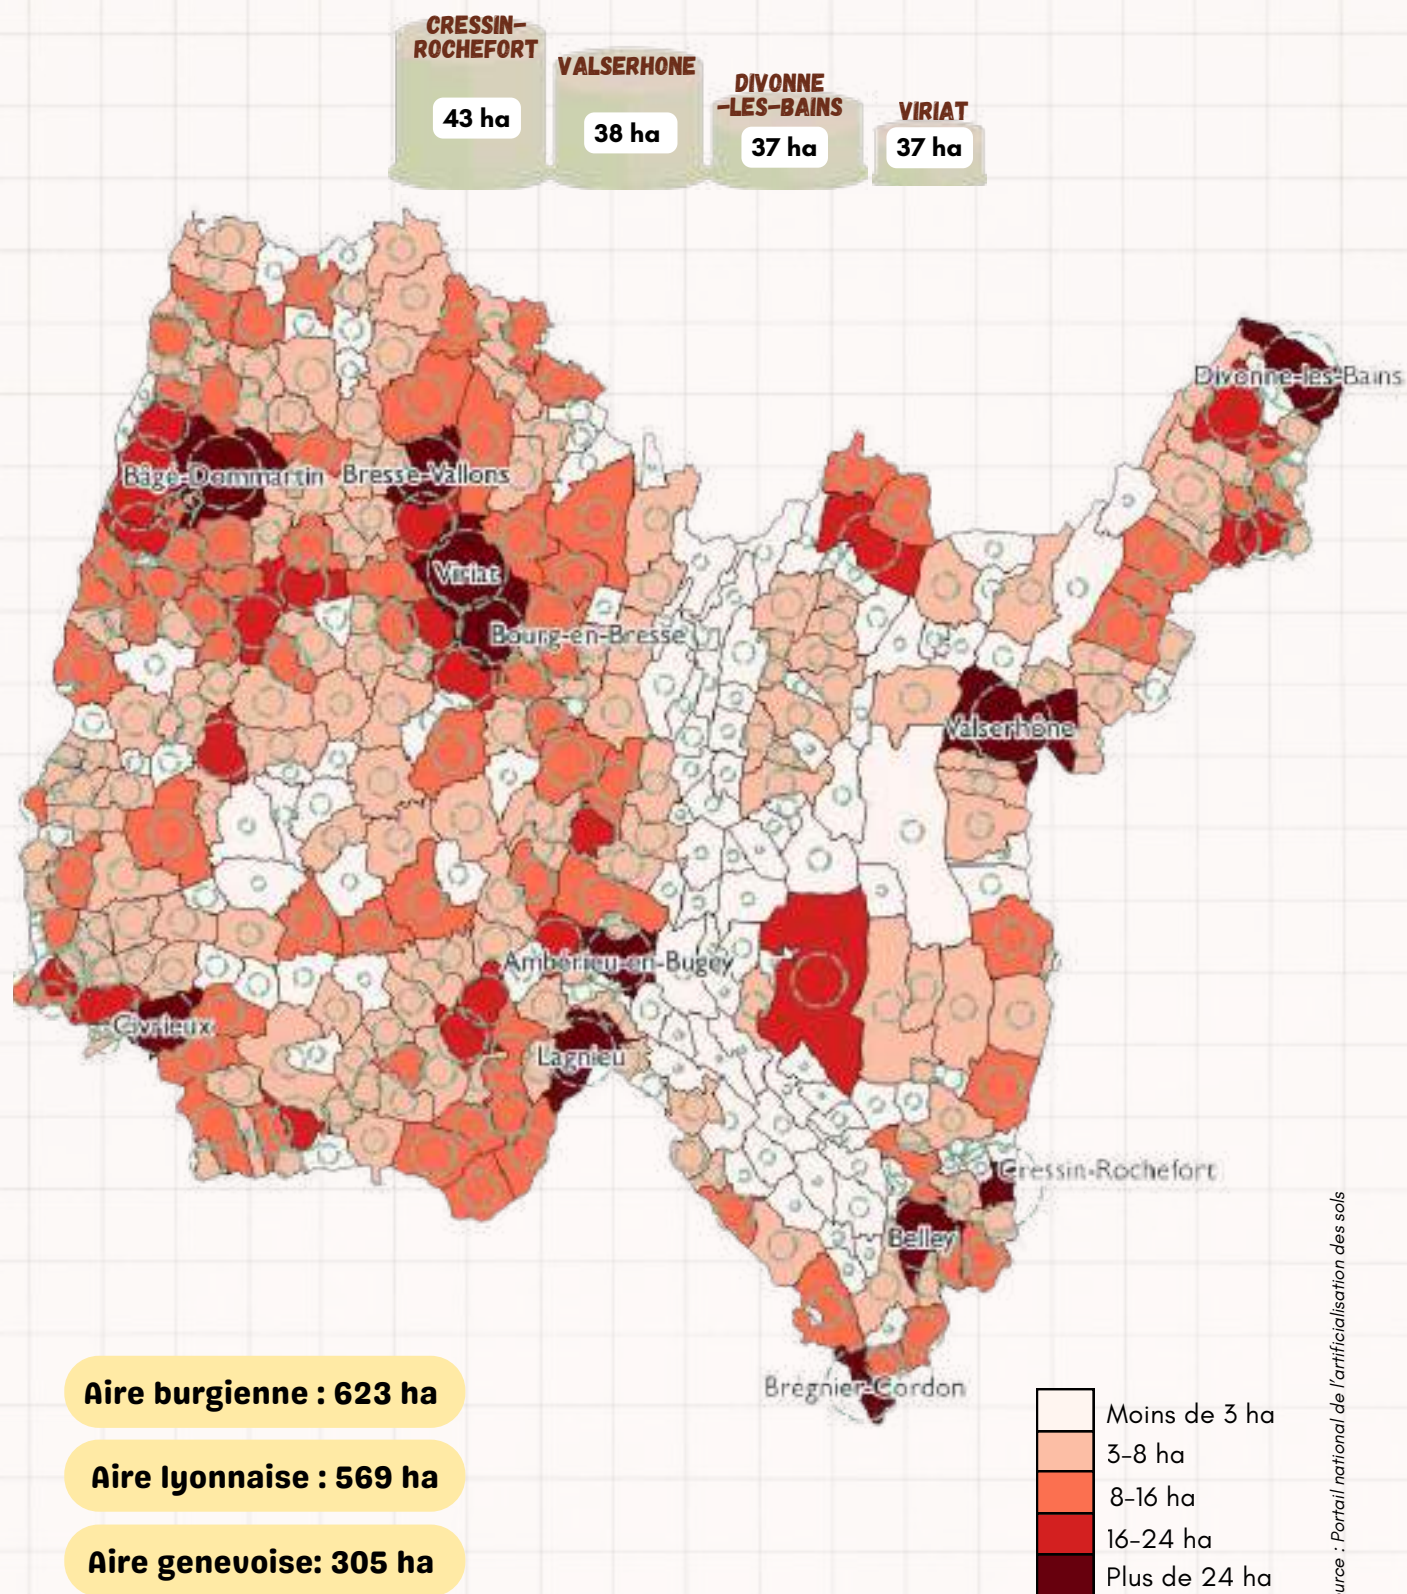 CRESSIN-
ROCHEFORT
43 ha
VALSERHONE
38 ha
DIVONNE
-LES-BAINS
37 ha
VIRIAT
37 ha
Divonne-les-Bains
Bâgé-Dommartin
Bresse-Vallons
Viriat
Bourg-en-Bresse
Valserhône
Ambérieu-en-Bugey
Civrieux
Lagnieu
Cressin-Rochefort
Belley
Brégnier-Cordon
Aire burgienne : 623 ha
Aire lyonnaise : 569 ha
Aire genevoise: 305 ha
Moins de 3 ha
3-8 ha
8-16 ha
16-24 ha
Plus de 24 ha
urce : Portail national de l'artificialisation des sols